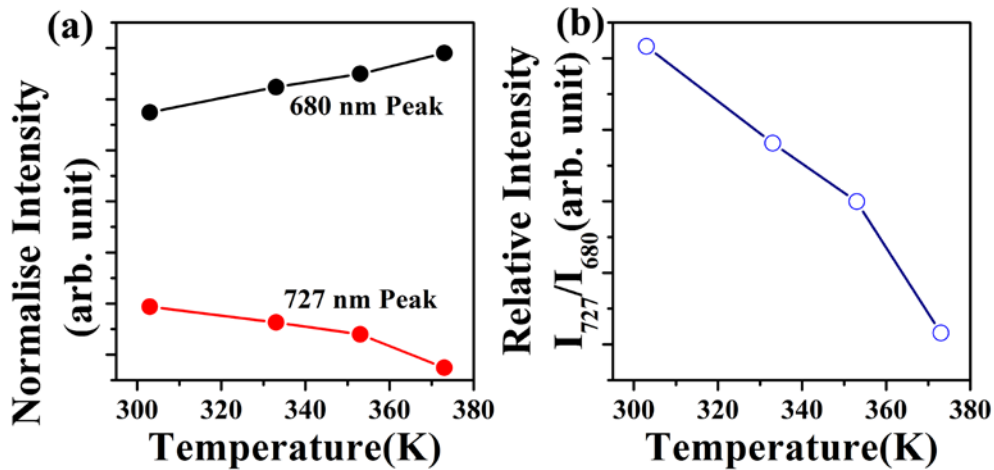 (a)
Normalise Intensity
(arb. unit)
680 nm Peak
727 nm Peak
300 320 340 360 380
Temperature(K)
(b)
Relative Intensity
I727/I680(arb. unit)
300 320 340 360 380
Temperature(K)